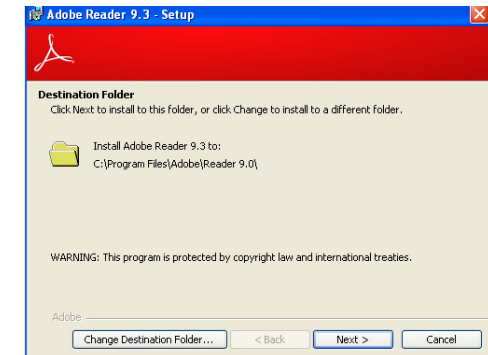 Adobe Reader 9.3 - Setup
Destination Folder
Click Next to install to this folder, or click Change to install to a different folder.
Install Adobe Reader 9.3 to:
C:\Program Files\Adobe\Reader 9.0\
WARNING: This program is protected by copyright law and international treaties.
Adobe
Change Destination Folder... < Back Next > Cancel